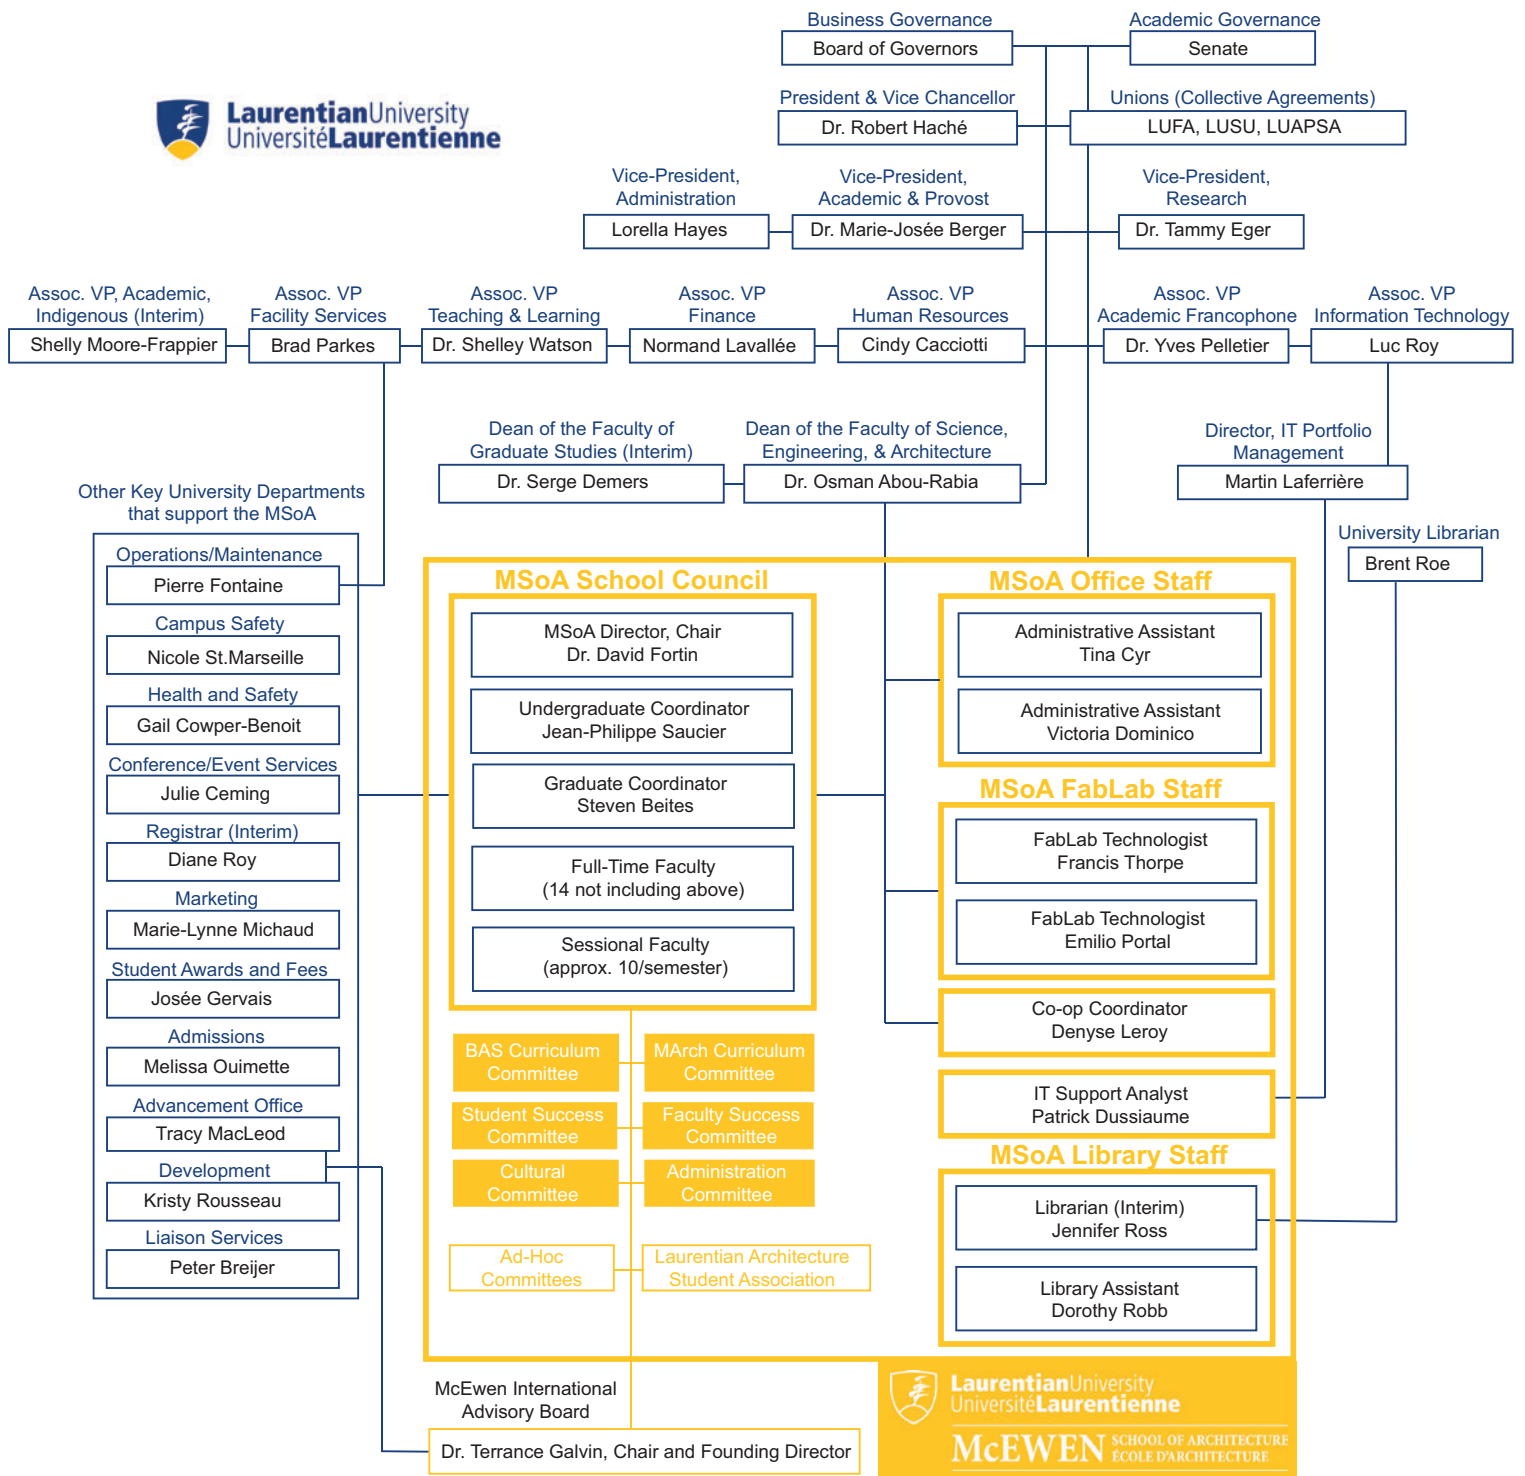 Business Governance
Board of Governors
Academic Governance
Senate
LaurentianUniversity
UniversitéLaurentienne
President & Vice Chancellor
Dr. Robert Haché
Unions (Collective Agreements)
LUFA, LUSU, LUAPSA
Vice-President,
Administration
Lorella Hayes
Vice-President,
Academic & Provost
Dr. Marie-Josée Berger
Vice-President,
Research
Dr. Tammy Eger
Assoc. VP, Academic,
Indigenous (Interim)
Shelly Moore-Frappier
Assoc. VP
Facility Services
Brad Parkes
Assoc. VP
Teaching & Learning
Dr. Shelley Watson
Assoc. VP
Finance
Normand Lavallée
Assoc. VP
Human Resources
Cindy Cacciotti
Assoc. VP
Academic Francophone
Dr. Yves Pelletier
Assoc. VP
Information Technology
Luc Roy
Dean of the Faculty of
Graduate Studies (Interim)
Dr. Serge Demers
Dean of the Faculty of Science,
Engineering, & Architecture
Dr. Osman Abou-Rabia
Director, IT Portfolio
Management
Martin Laferrière
University Librarian
Brent Roe
Other Key University Departments
that support the MSoA
Operations/Maintenance
Pierre Fontaine
Campus Safety
Nicole St.Marseille
Health and Safety
Gail Cowper-Benoit
Conference/Event Services
Julie Ceming
Registrar (Interim)
Diane Roy
Marketing
Marie-Lynne Michaud
Student Awards and Fees
Josée Gervais
Admissions
Melissa Ouimette
Advancement Office
Tracy MacLeod
Development
Kristy Rousseau
Liaison Services
Peter Breijer
MSoA School Council
MSoA Director, Chair
Dr. David Fortin
Undergraduate Coordinator
Jean-Philippe Saucier
Graduate Coordinator
Steven Beites
Full-Time Faculty
(14 not including above)
Sessional Faculty
(approx. 10/semester)
BAS Curriculum
Committee
MArch Curriculum
Committee
Student Success
Committee
Faculty Success
Committee
Cultural
Committee
Administration
Committee
Ad-Hoc
Committees
Laurentian Architecture
Student Association
MSoA Office Staff
Administrative Assistant
Tina Cyr
Administrative Assistant
Victoria Dominico
MSoA FabLab Staff
FabLab Technologist
Francis Thorpe
FabLab Technologist
Emilio Portal
Co-op Coordinator
Denyse Leroy
IT Support Analyst
Patrick Dussiaume
MSoA Library Staff
Librarian (Interim)
Jennifer Ross
Library Assistant
Dorothy Robb
McEwen International
Advisory Board
Dr. Terrance Galvin, Chair and Founding Director
LaurentianUniversity
UniversitéLaurentienne
McEWEN SCHOOL OF ARCHITECTURE
ÉCOLE D'ARCHITECTURE